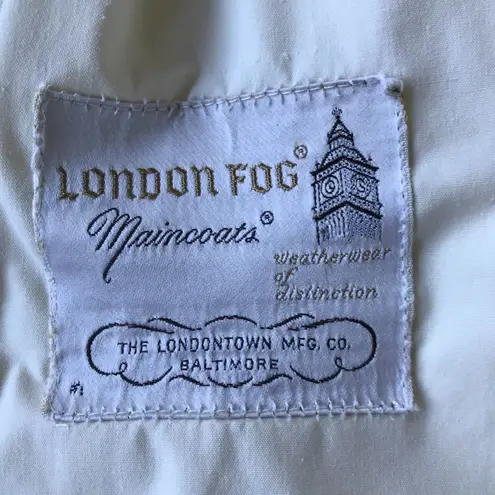 LONDON FOG®
Maincoats®
weatherwear
of
distinction
THE LONDONTOWN MFG. CO.
BALTIMORE
#1